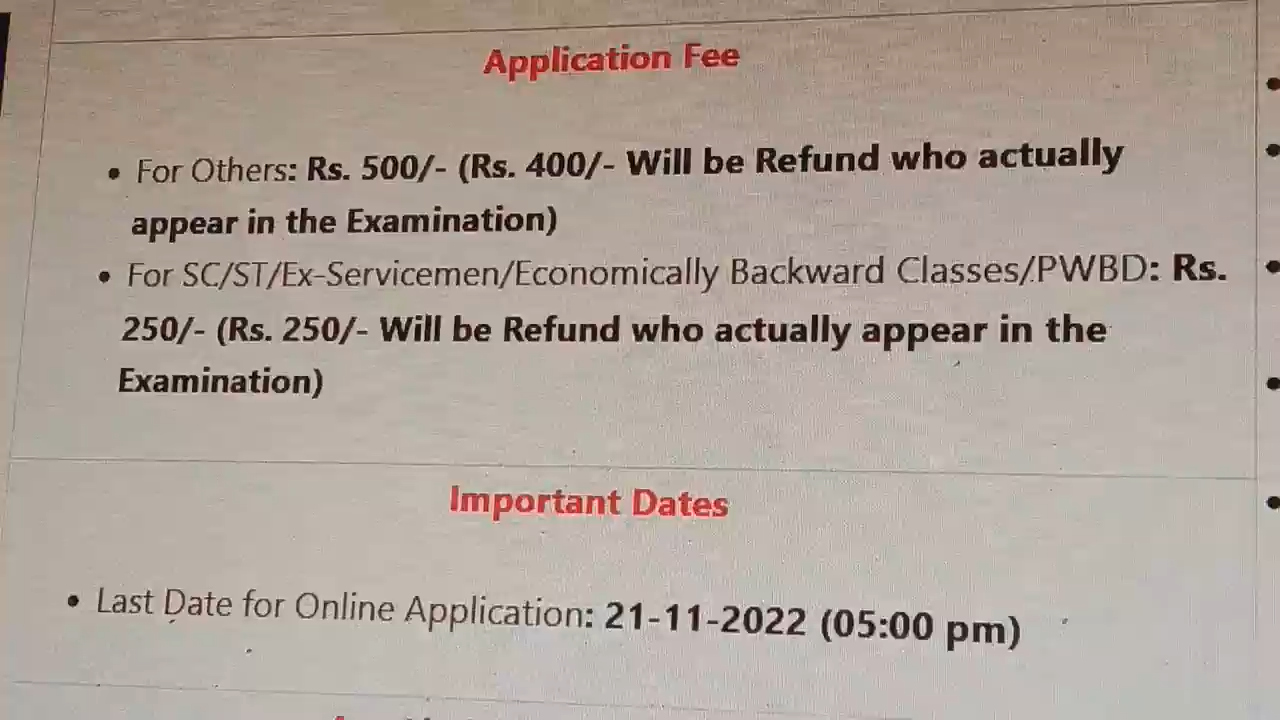 Application Fee
• For Others: Rs. 500/- (Rs. 400/- Will be Refund who actually
appear in the Examination)
• For SC/ST/Ex-Servicemen/Economically Backward Classes/PWBD: Rs.
250/- (Rs. 250/- Will be Refund who actually appear in the
Examination)
Important Dates
• Last Date for Online Application: 21-11-2022 (05:00 pm)